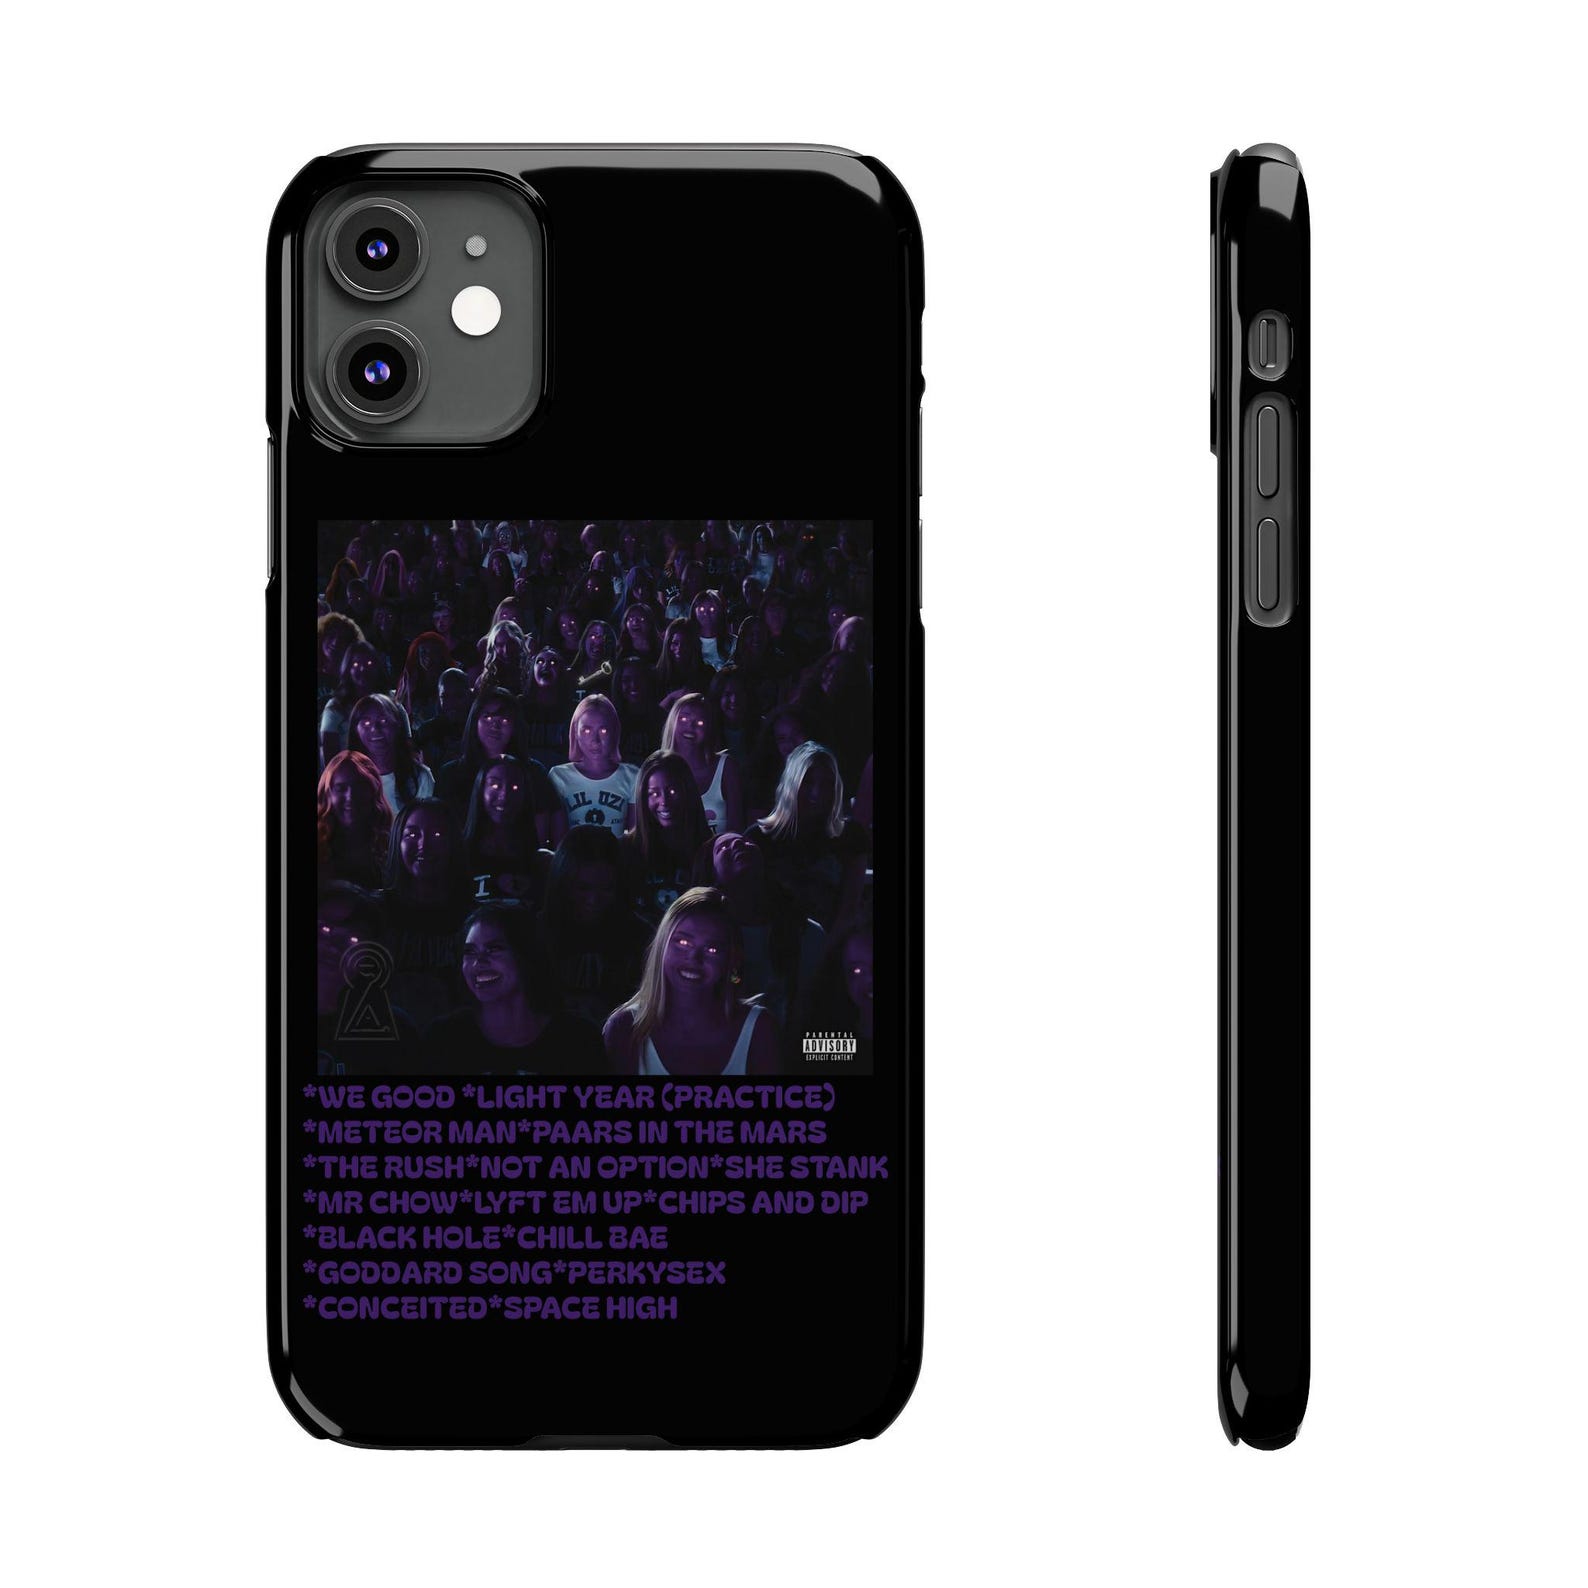 LIL UZI
I
PARENTAL
ADVISORY
EXPLICIT CONTENT
*WE GOOD *LIGHT YEAR (PRACTICE)
*METEOR MAN*PAARS IN THE MARS
*THE RUSH*NOT AN OPTION*SHE STANK
*MR CHOW*LYFT EM UP*CHIPS AND DIP
*BLACK HOLE*CHILL BAE
*GODDARD SONG*PERKYSEX
*CONCEITED*SPACE HIGH